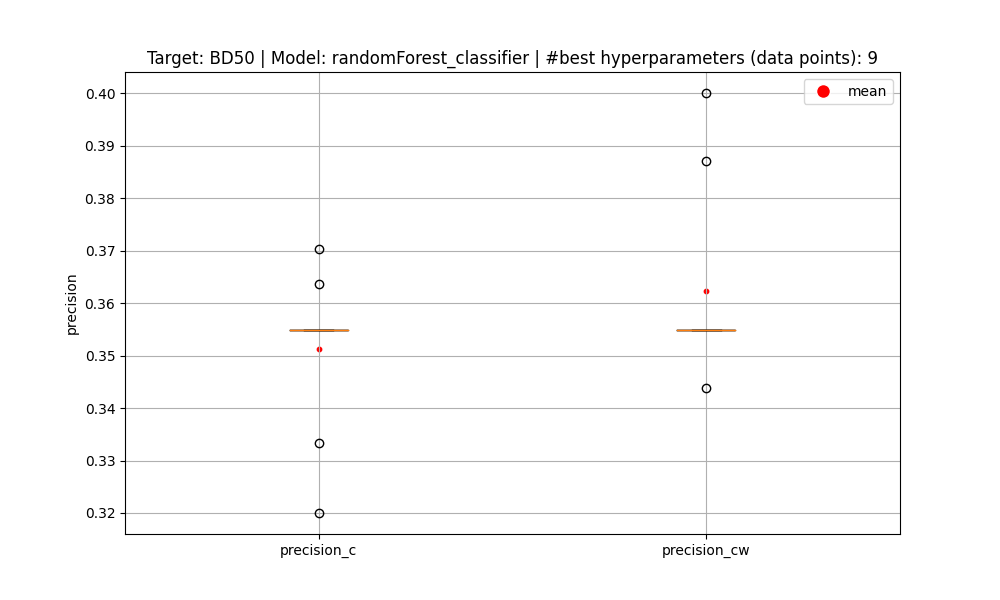 Target: BD50 | Model: randomForest_classifier | #best hyperparameters (data points): 9
mean
0.40
0.39
0.38
0.37
0.36
0.35
0.34
0.33
0.32
precision
precision_c
precision_cw